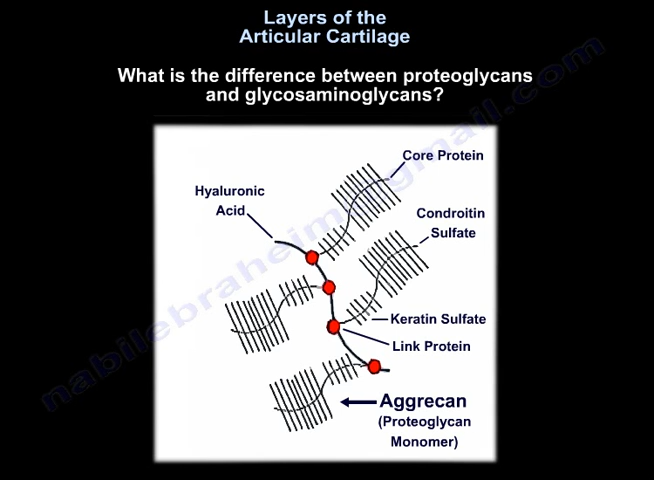 Layers of the
Articular Cartilage
What is the difference between proteoglycans
and glycosaminoglycans?
Core Protein
Hyaluronic
Acid
Condroitin
Sulfate
Keratin Sulfate
Link Protein
Aggrecan
(Proteoglycan
Monomer)
nabilebraheim@gmail.com